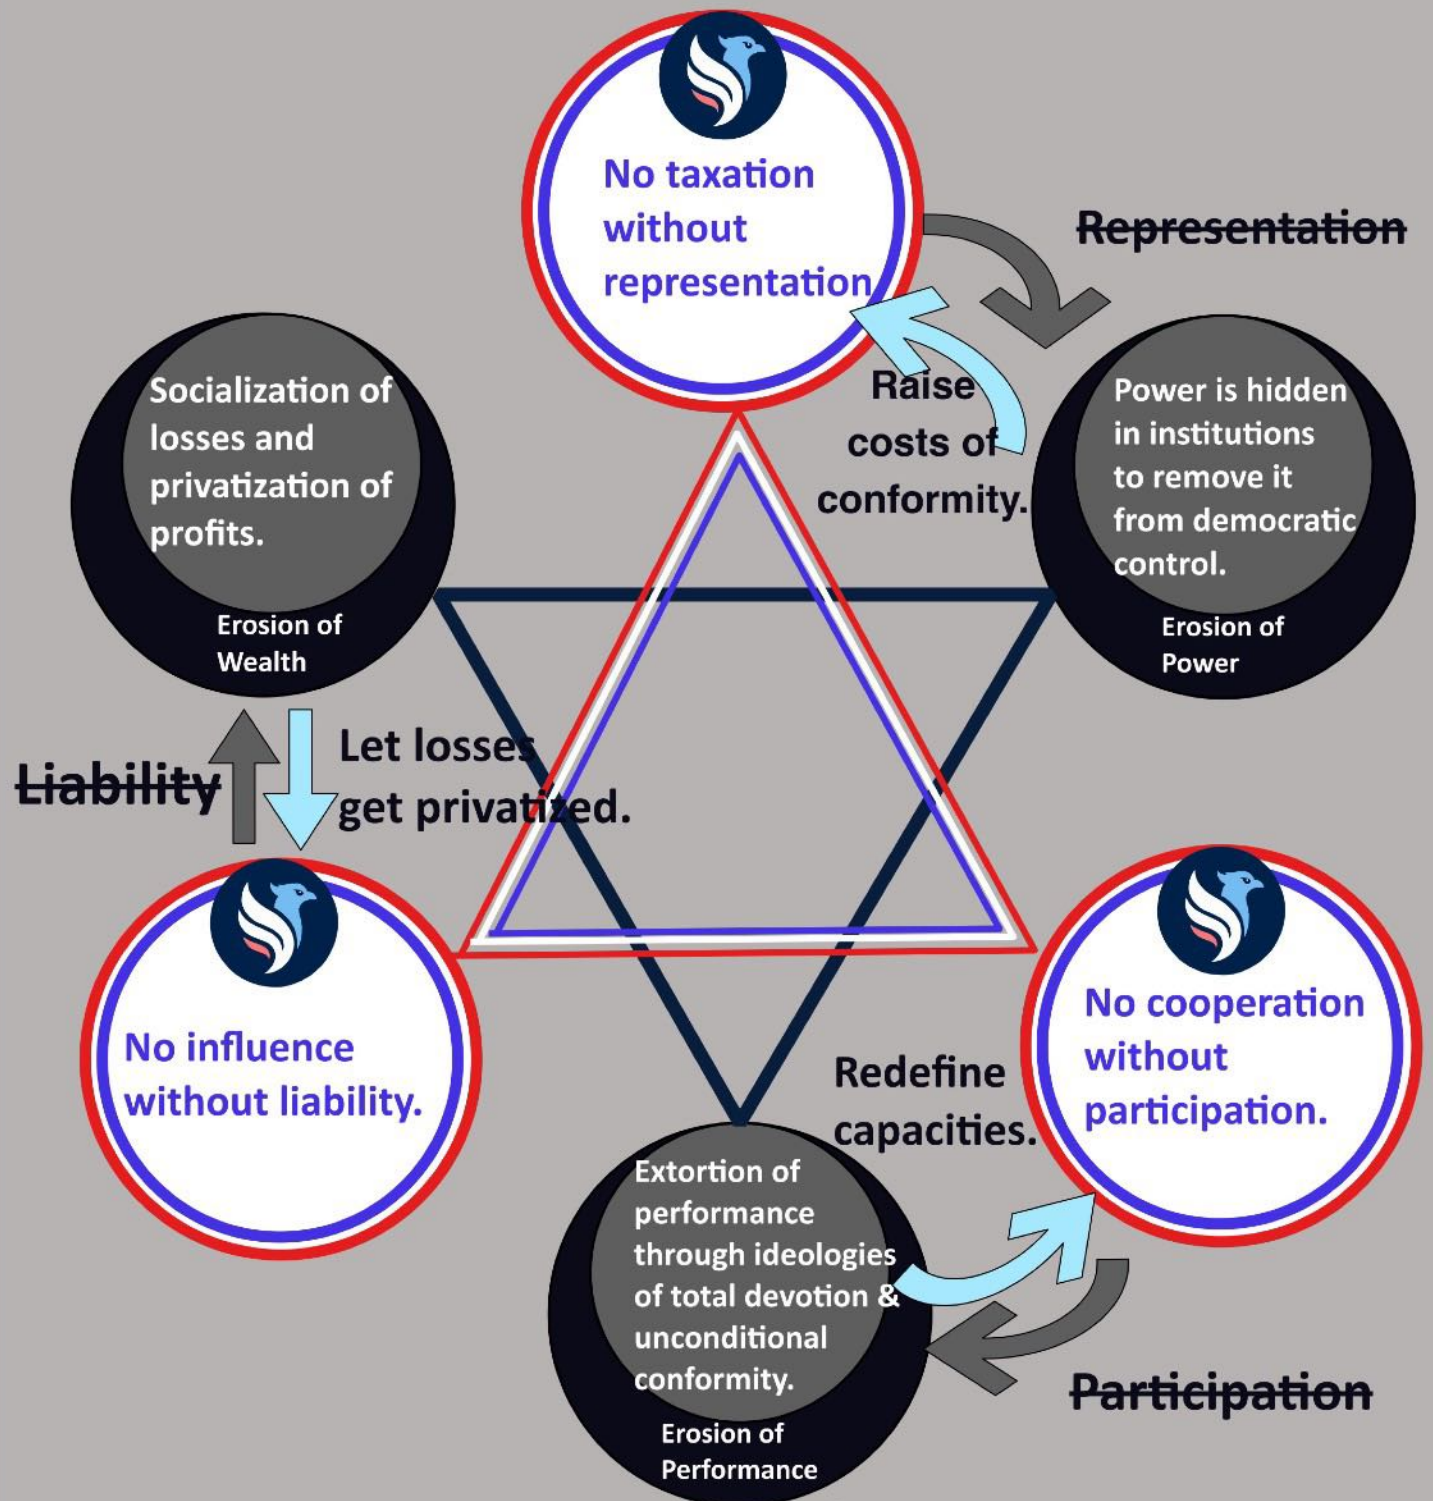 No taxation
without
representation
Representation
Raise
costs of
conformity.
Power is hidden
in institutions
to remove it
from democratic
control.
Erosion of
Power
Socialization of
losses and
privatization of
profits.
Erosion of
Wealth
Liability
Let losses
get privatized.
No influence
without liability.
No cooperation
without
participation.
Redefine
capacities.
Extortion of
performance
through ideologies
of total devotion &
unconditional
conformity.
Erosion of
Performance
Participation